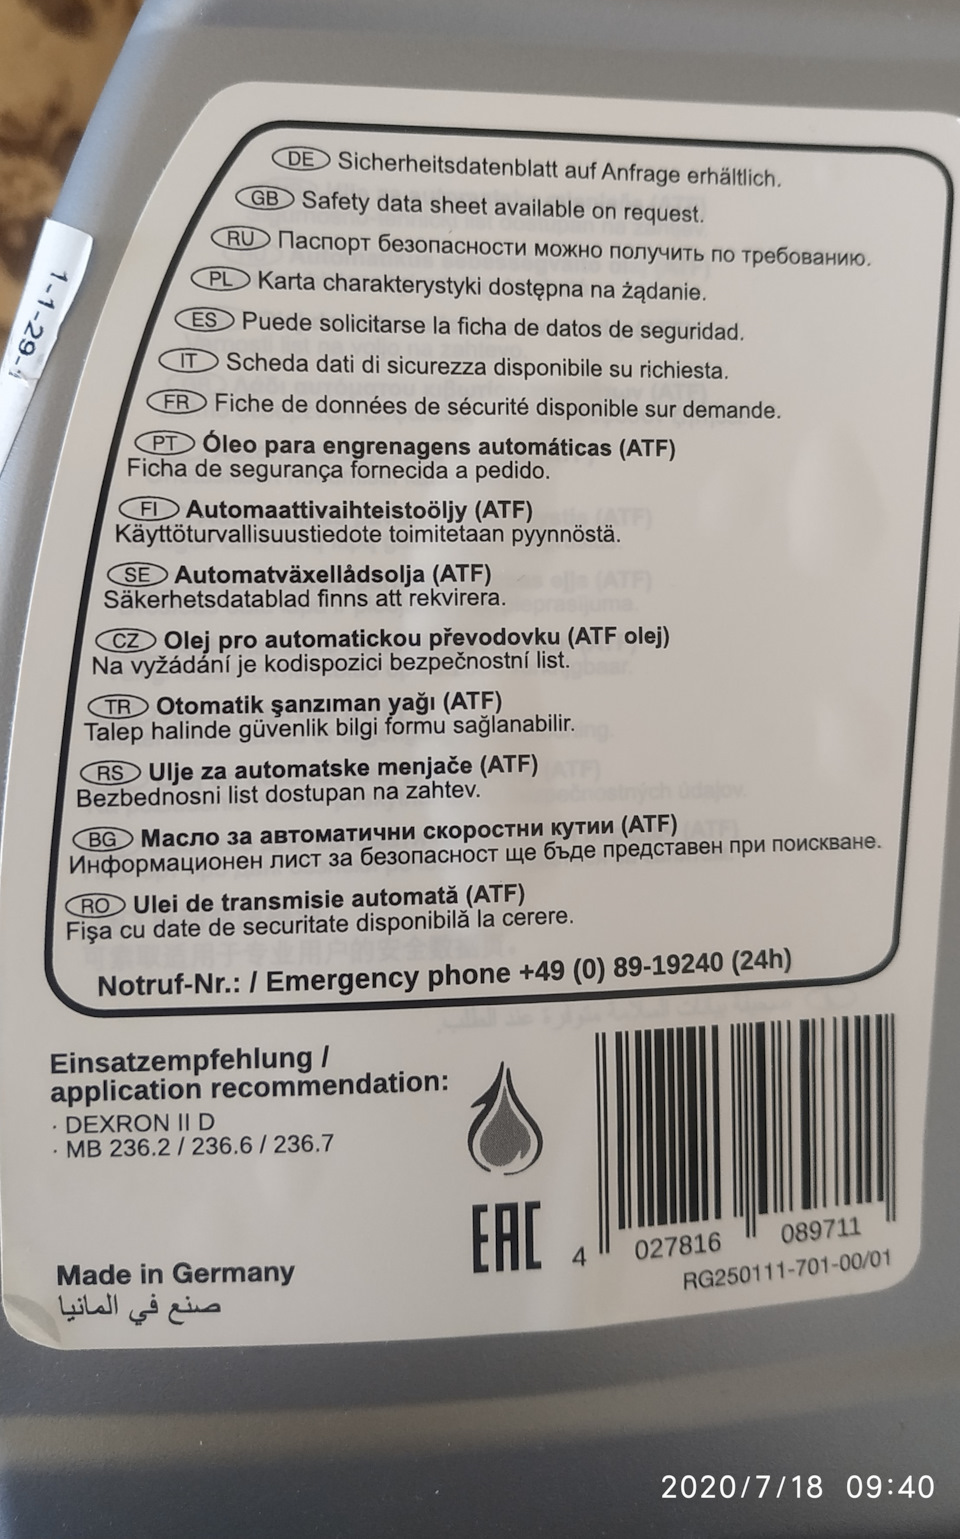 DE Sicherheitsdatenblatt auf Anfrage erhältlich.
GB Safety data sheet available on request.
RU Паспорт безопасности можно получить по требованию.
PL Karta charakterystyki dostępna na żądanie.
ES Puede solicitarse la ficha de datos de seguridad.
IT Scheda dati di sicurezza disponibile su richiesta.
FR Fiche de données de sécurité disponible sur demande.
PT Óleo para engrenagens automáticas (ATF)
Ficha de segurança fornecida a pedido.
FI Automaattivaihteistoöljy (ATF)
Käyttöturvallisuustiedote toimitetaan pyynnöstä.
SE Automatväxellådsolja (ATF)
Säkerhetsdatablad finns att rekvirera.
CZ Olej pro automatickou převodovku (ATF olej)
Na vyžádání je kodispozici bezpečnostní list.
TR Otomatik şanzıman yağı (ATF)
Talep halinde güvenlik bilgi formu sağlanabilir.
RS Ulje za automatske menjače (ATF)
Bezbednosni list dostupan na zahtev.
BG Масло за автоматични скоростни кутии (ATF)
Информационен лист за безопасност ще бъде представен при поискване.
RO Ulei de transmisie automată (ATF)
Fişa cu date de securitate disponibilă la cerere.
Notruf-Nr.: / Emergency phone +49 (0) 89-19240 (24h)
Einsatzempfehlung /
application recommendation:
· DEXRON II D
· MB 236.2 / 236.6 / 236.7
EAC
4 027816 089711
RG250111-701-00/01
Made in Germany
صنع في المانيا
1-1-29-
2020/7/18 09:40